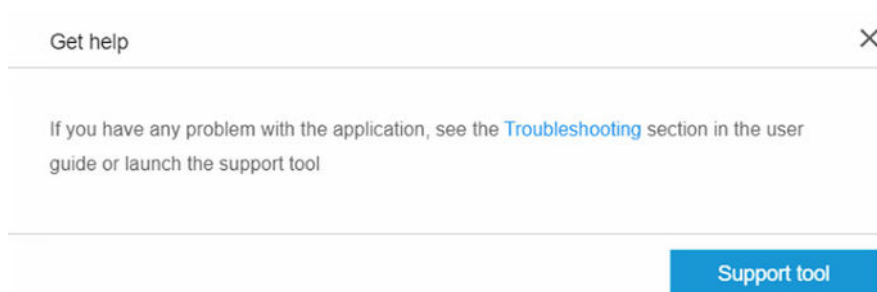 Get help
If you have any problem with the application, see the Troubleshooting section in the user
guide or launch the support tool
Support tool